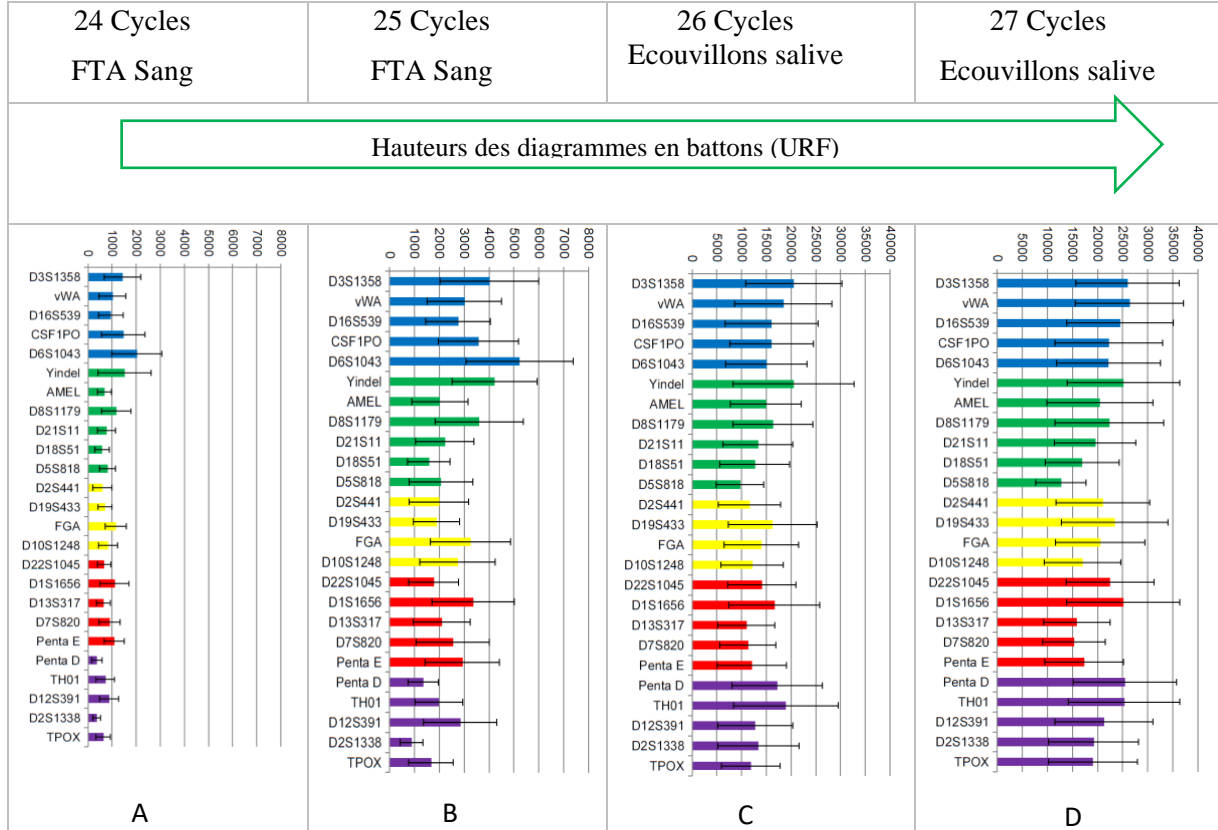 24 Cycles
FTA Sang
25 Cycles
FTA Sang
26 Cycles
Ecouvillons salive
27 Cycles
Ecouvillons salive
Hauteurs des diagrammes en battons (URF)
0 1000 2000 3000 4000 5000 6000 7000 8000
D3S1358
vWA
D16S539
CSF1PO
D6S1043
Yindel
AMEL
D8S1179
D21S11
D18S51
D5S818
D2S441
D19S433
FGA
D10S1248
D22S1045
D1S1656
D13S317
D7S820
Penta E
Penta D
TH01
D12S391
D2S1338
TPOX
A
0 1000 2000 3000 4000 5000 6000 7000 8000
D3S1358
vWA
D16S539
CSF1PO
D6S1043
Yindel
AMEL
D8S1179
D21S11
D18S51
D5S818
D2S441
D19S433
FGA
D10S1248
D22S1045
D1S1656
D13S317
D7S820
Penta E
Penta D
TH01
D12S391
D2S1338
TPOX
B
0 5000 10000 15000 20000 25000 30000 35000 40000
D3S1358
vWA
D16S539
CSF1PO
D6S1043
Yindel
AMEL
D8S1179
D21S11
D18S51
D5S818
D2S441
D19S433
FGA
D10S1248
D22S1045
D1S1656
D13S317
D7S820
Penta E
Penta D
TH01
D12S391
D2S1338
TPOX
C
0 5000 10000 15000 20000 25000 30000 35000 40000
D3S1358
vWA
D16S539
CSF1PO
D6S1043
Yindel
AMEL
D8S1179
D21S11
D18S51
D5S818
D2S441
D19S433
FGA
D10S1248
D22S1045
D1S1656
D13S317
D7S820
Penta E
Penta D
TH01
D12S391
D2S1338
TPOX
D